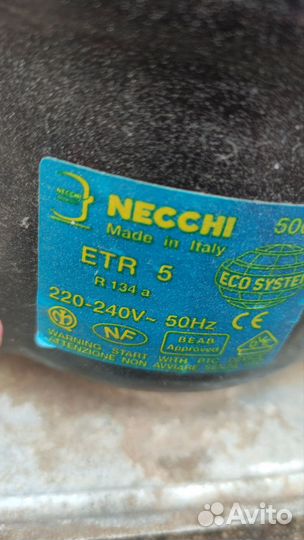 NECCHI
NECCHI
Made in Italy
ETR 5
R 134 a
ECO SYSTEM
220-240V~ 50Hz
CE
NF
BEAB
Approved
WARNING START WITH PTC
ATTENZIONE NON AVVIARE
Avito